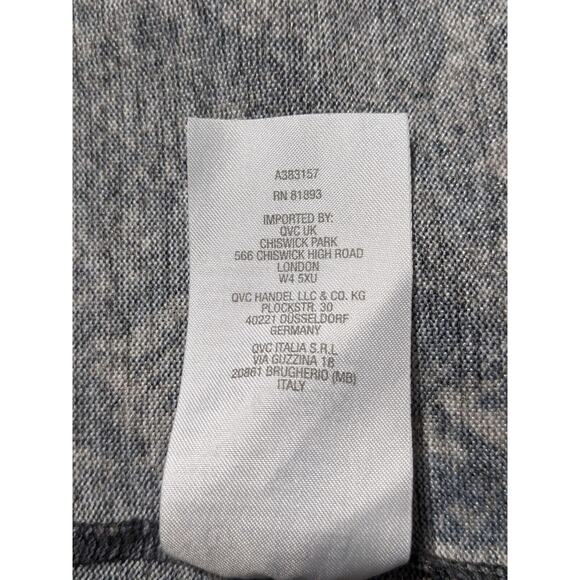 A383157
RN 81893
IMPORTED BY:
QVC UK
CHISWICK PARK
566 CHISWICK HIGH ROAD
LONDON
W4 5XU
QVC HANDEL LLC & CO. KG
PLOCKSTR. 30
40221 DÜSSELDORF
GERMANY
QVC ITALIA S.R.L
VIA GUZZINA 18
20861 BRUGHERIO (MB)
ITALY